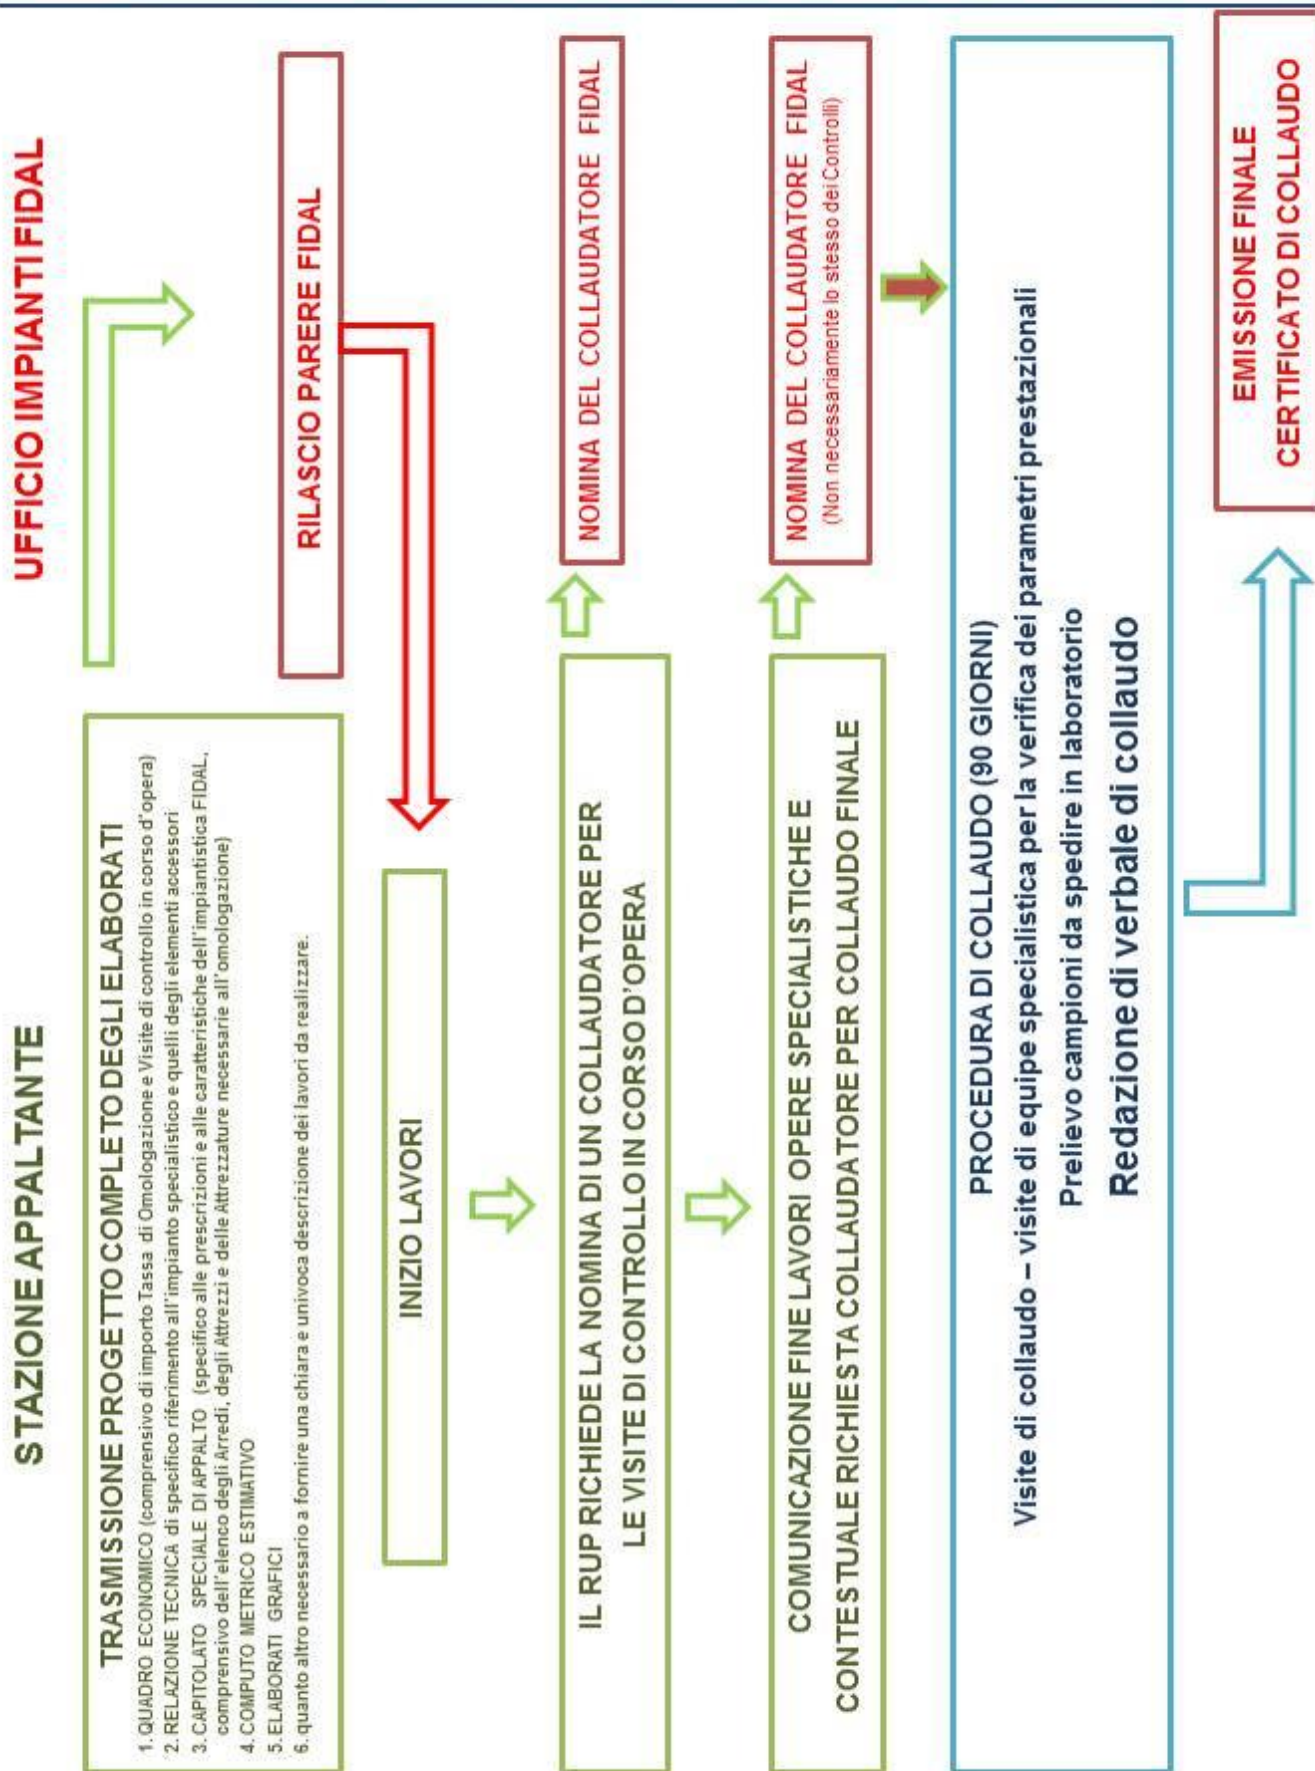 STAZIONE APPALTANTE
UFFICIO IMPIANTI FIDAL
TRASMISSIONE PROGETTO COMPLETO DEGLI ELABORATI
1. QUADRO ECONOMICO (comprensivo di importo Tassa di Omologazione e Visite di controllo in corso d'opera)
2. RELAZIONE TECNICA di specifico riferimento all'impianto specialistico e quelli degli elementi accessori
3. CAPITOLATO SPECIALE DI APPALTO (specifico alle prescrizioni e alle caratteristiche dell'impiantistica FIDAL,
comprensivo dell'elenco degli Arredi, degli Attrezzi e delle Attrezzature necessarie all'omologazione)
4. COMPUTO METRICO ESTIMATIVO
5. ELABORATI GRAFICI
6. quanto altro necessario a fornire una chiara e univoca descrizione dei lavori da realizzare.
RILASCIO PARERE FIDAL
INIZIO LAVORI
IL RUP RICHIEDE LA NOMINA DI UN COLLAUDATORE PER
LE VISITE DI CONTROLLO IN CORSO D'OPERA
NOMINA DEL COLLAUDATORE FIDAL
COMUNICAZIONE FINE LAVORI OPERE SPECIALISTICHE E
CONTESTUALE RICHIESTA COLLAUDATORE PER COLLAUDO FINALE
NOMINA DEL COLLAUDATORE FIDAL
(Non necessariamente lo stesso dei Controlli)
PROCEDURA DI COLLAUDO (90 GIORNI)
Visite di collaudo – visite di equipe specialistica per la verifica dei parametri prestazionali
Prelievo campioni da spedire in laboratorio
Redazione di verbale di collaudo
EMISSIONE FINALE
CERTIFICATO DI COLLAUDO